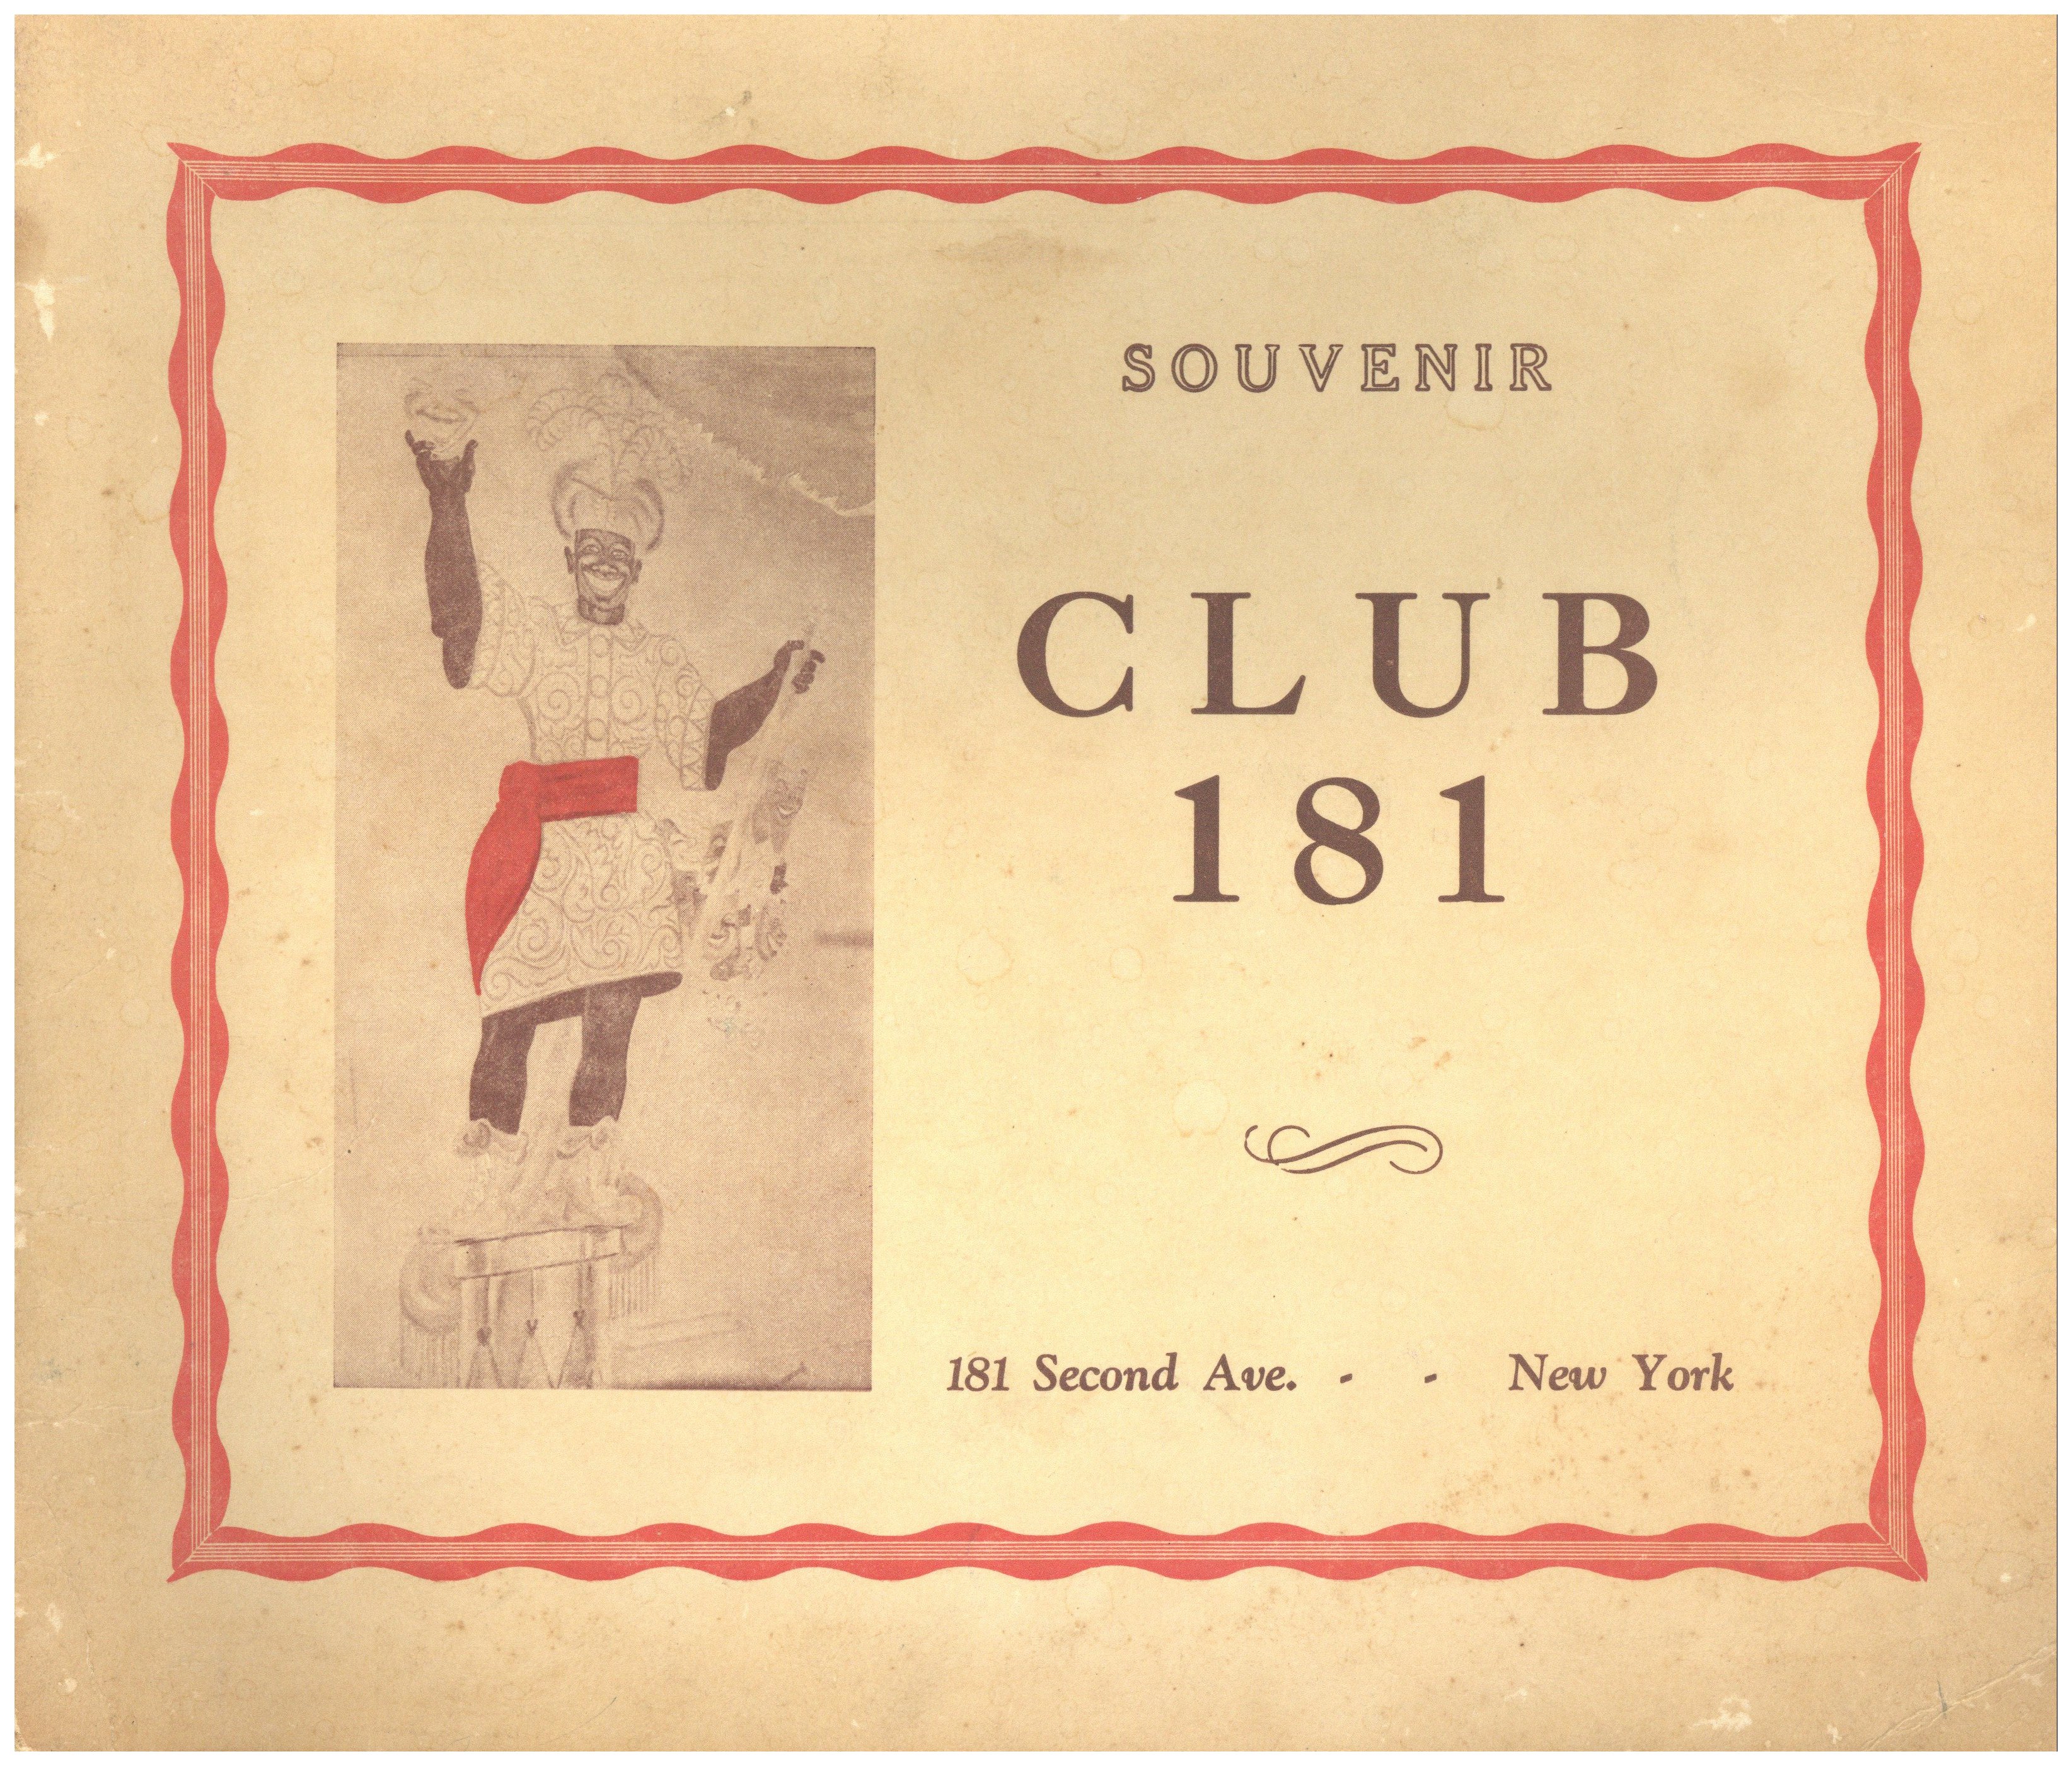 SOUVENIR
CLUB
181
181 Second Ave. - - New York